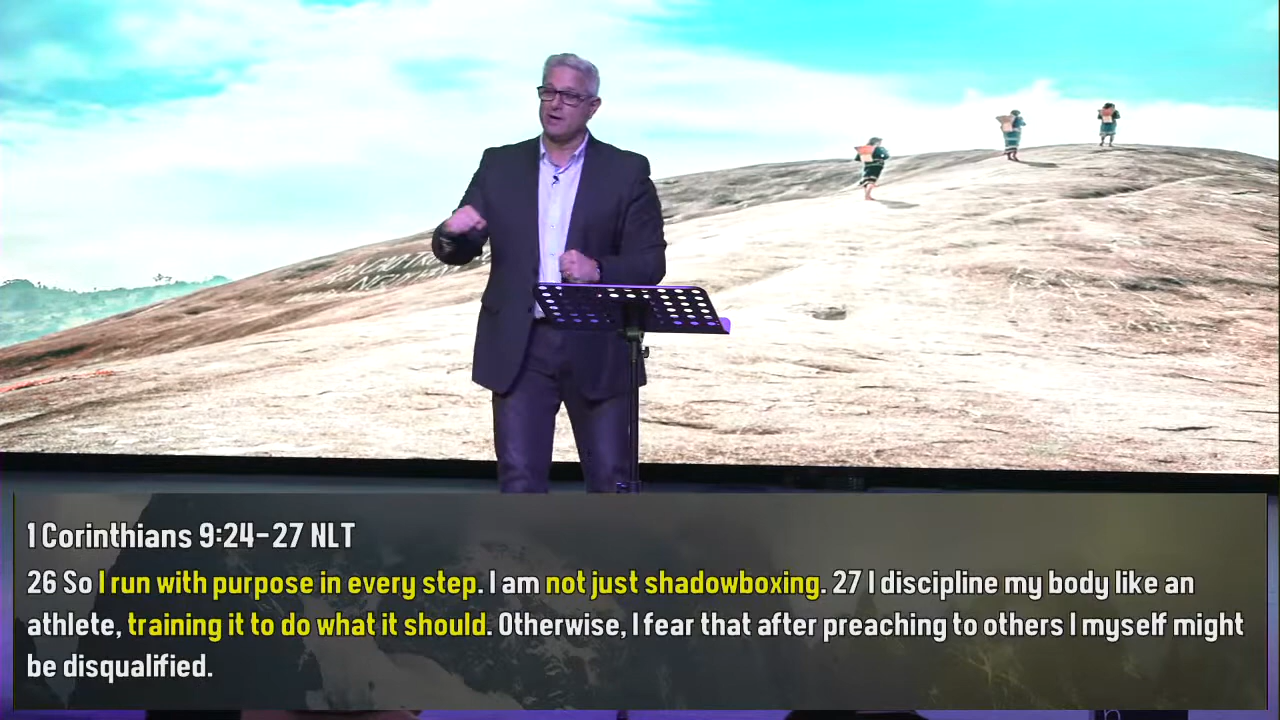 1 Corinthians 9:24-27 NLT
26 So I run with purpose in every step. I am not just shadowboxing. 27 I discipline my body like an
athlete, training it to do what it should. Otherwise, I fear that after preaching to others I myself might
be disqualified.